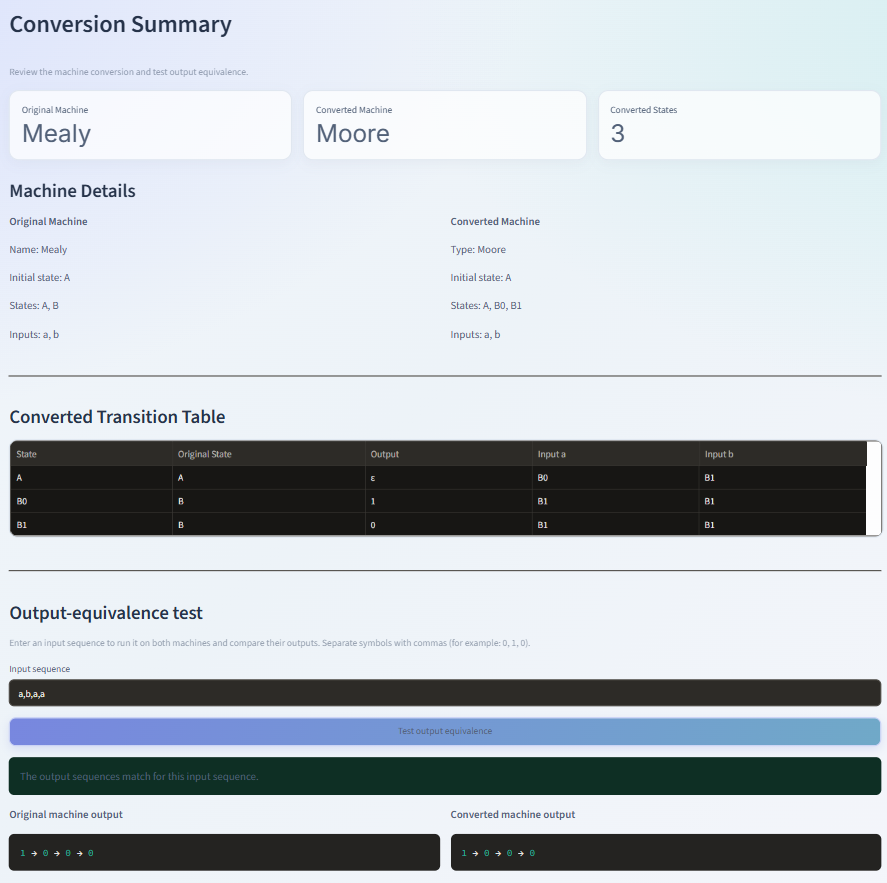 Conversion Summary
Review the machine conversion and test output equivalence.
Original Machine Converted Machine Converted States
Mealy Moore 3
Machine Details
Original Machine Converted Machine
Name: Mealy Type: Moore
Initial state: A Initial state: A
States: A, B States: A, B0, B1
Inputs: a, b Inputs: a, b
Converted Transition Table
State Original State Output Input a Input b
A A ε B0 B1
B0 B 1 B1 B1
B1 B 0 B1 B1
Output-equivalence test
Enter an input sequence to run it on both machines and compare their outputs. Separate symbols with commas (for example: 0, 1, 0).
Input sequence
a,b,a,a
Test output equivalence
The output sequences match for this input sequence.
Original machine output Converted machine output
1 → 0 → 0 → 0 1 → 0 → 0 → 0